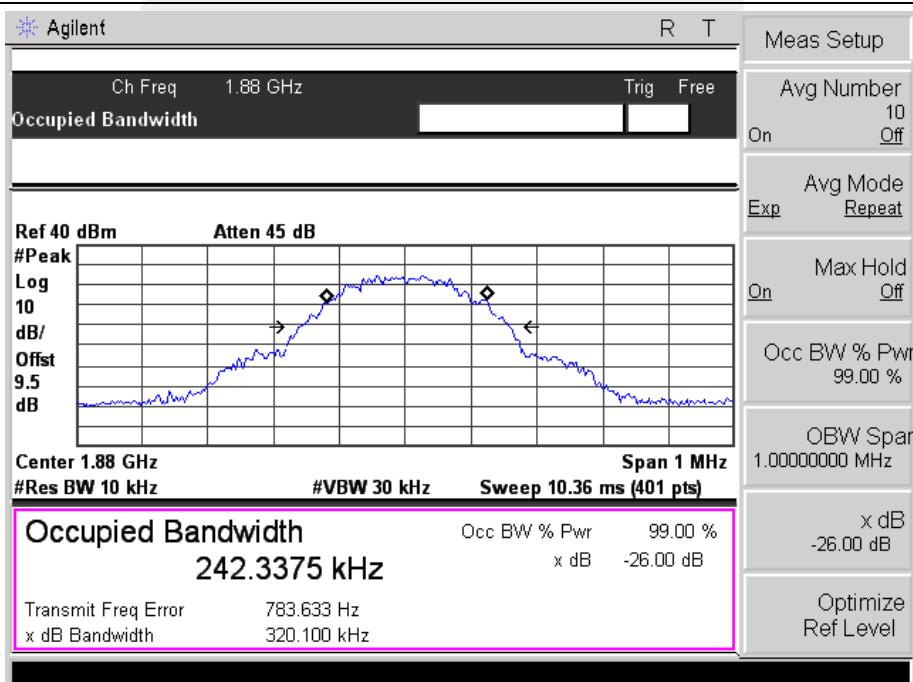 Agilent R T
Ch Freq 1.88 GHz Trig Free
Occupied Bandwidth
Ref 40 dBm Atten 45 dB
#Peak
Log
10
dB/
Offst
9.5
dB
Center 1.88 GHz Span 1 MHz
#Res BW 10 kHz #VBW 30 kHz Sweep 10.36 ms (401 pts)
Occupied Bandwidth
242.3375 kHz
Occ BW % Pwr 99.00 %
x dB -26.00 dB
Transmit Freq Error 783.633 Hz
x dB Bandwidth 320.100 kHz
Meas Setup
Avg Number
10
On Off
Avg Mode
Exp Repeat
Max Hold
On Off
Occ BW % Pwr
99.00 %
OBW Span
1.00000000 MHz
x dB
-26.00 dB
Optimize
Ref Level